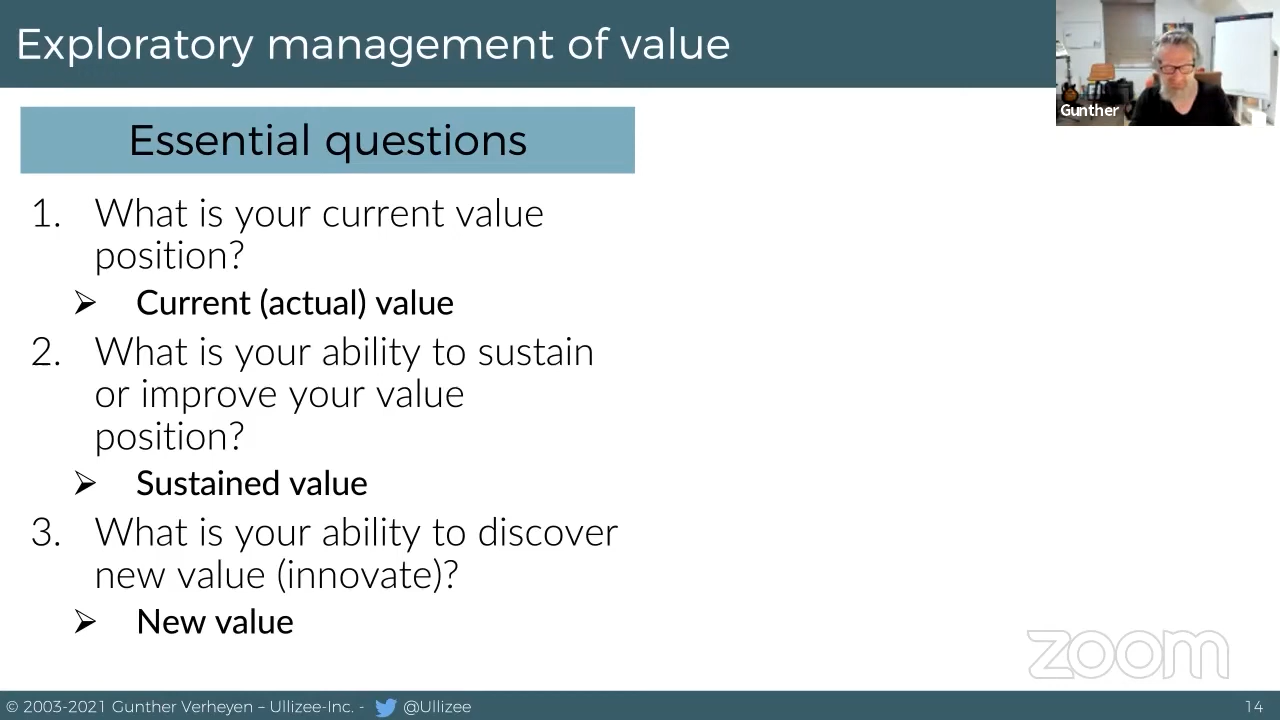 Exploratory management of value
Gunther
Essential questions
1. What is your current value
position?
➤ Current (actual) value
2. What is your ability to sustain
or improve your value
position?
➤ Sustained value
3. What is your ability to discover
new value (innovate)?
➤ New value
zoom
© 2003-2021 Gunther Verheyen – Ullizee-Inc. - @Ullizee
14